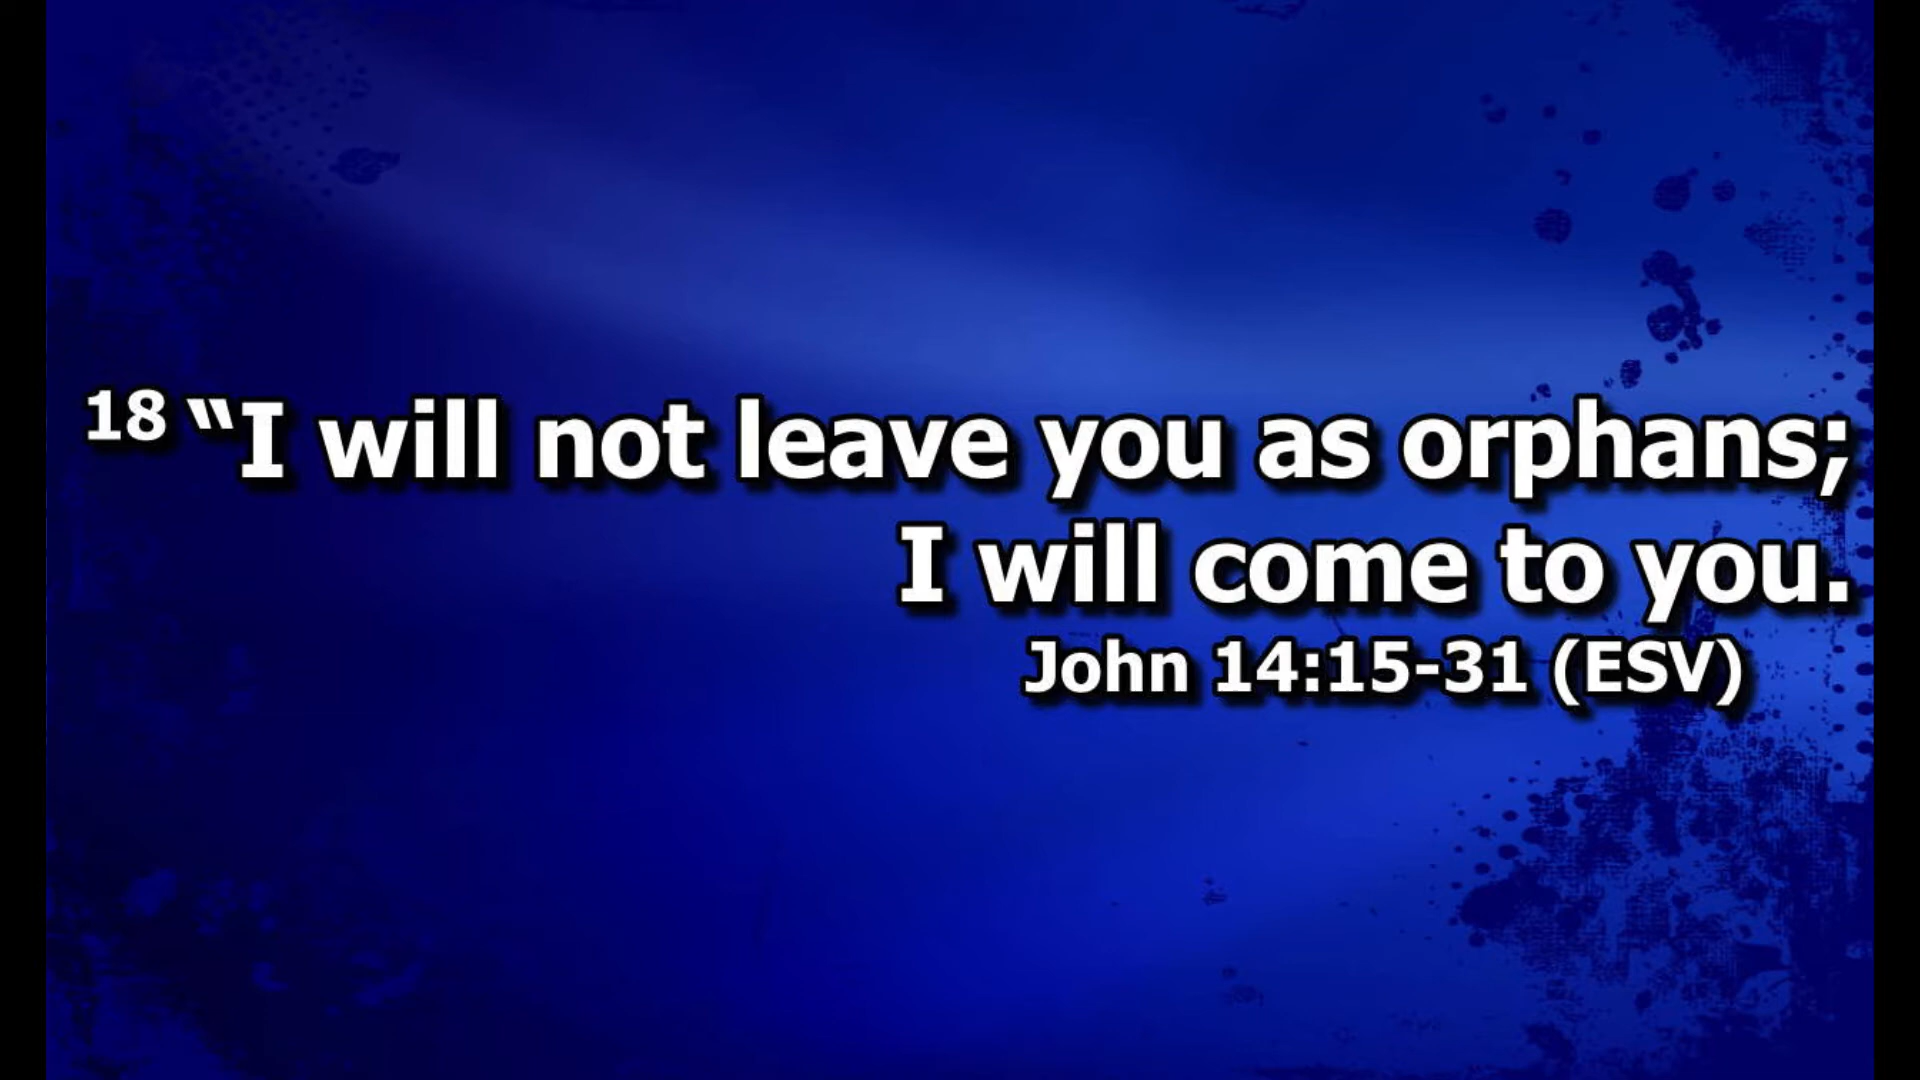 18 “I will not leave you as orphans;
I will come to you.
John 14:15-31 (ESV)